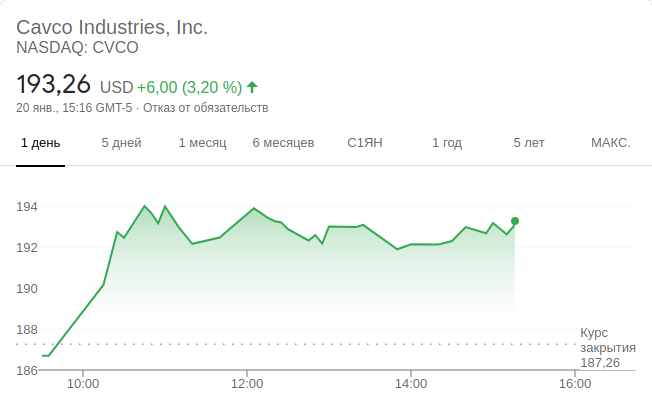 Cavco Industries, Inc.
NASDAQ: CVCO
193,26 USD +6,00 (3,20 %)
20 янв., 15:16 GMT-5 · Отказ от обязательств
1 день 5 дней 1 месяц 6 месяцев С1ЯН 1 год 5 лет МАКС.
194
192
190
188
Курс
закрытия
187,26
186
10:00 12:00 14:00 16:00